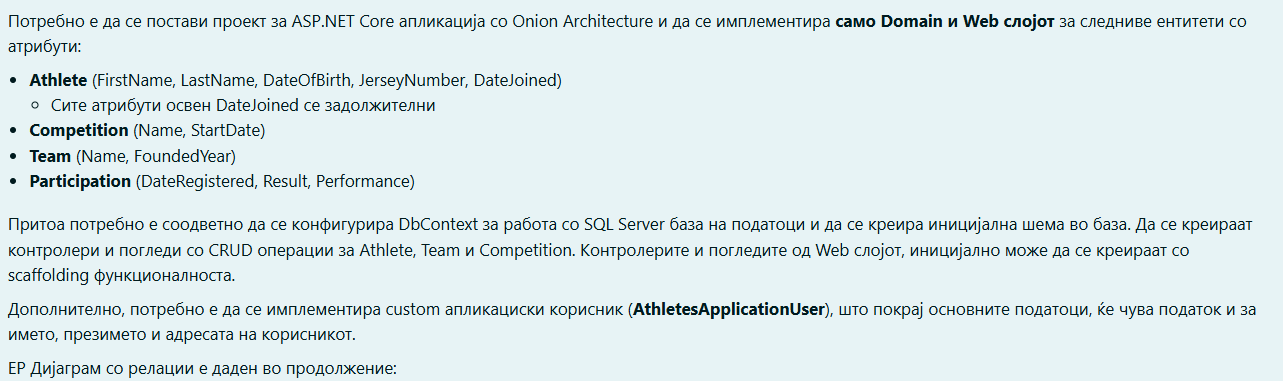 Потребно е да се постави проект за ASP.NET Core апликација со Onion Architecture и да се имплементира само Domain и Web слојот за следниве ентитети со
атрибути:
• Athlete (FirstName, LastName, DateOfBirth, JerseyNumber, DateJoined)
◦ Сите атрибути освен DateJoined се задолжителни
• Competition (Name, StartDate)
• Team (Name, FoundedYear)
• Participation (DateRegistered, Result, Performance)
Притоа потребно е соодветно да се конфигурира DbContext за работа со SQL Server база на податоци и да се креира иницијална шема во база. Да се креираат
контролери и погледи со CRUD операции за Athlete, Team и Competition. Контролерите и погледите од Web слојот, иницијално може да се креираат со
scaffolding функционалноста.
Дополнително, потребно е да се имплементира custom апликациски корисник (AthletesApplicationUser), што покрај основните податоци, ќе чува податок и за
името, презимето и адресата на корисникот.
ЕР Дијаграм со релации е даден во продолжение: